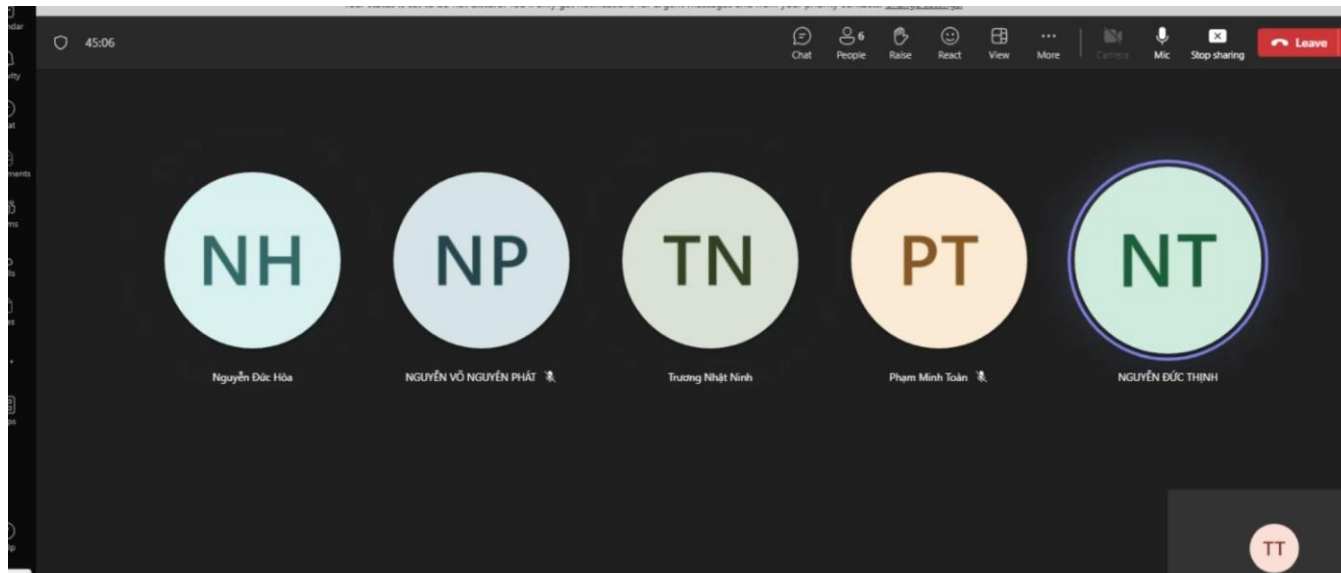 45:06
6
Chat People Raise React View More Camera Mic Stop sharing Leave
NH NP TN PT NT
Nguyễn Đức Hòa NGUYỄN VÕ NGUYÊN PHÁT Trương Nhật Ninh Phạm Minh Toàn NGUYỄN ĐỨC THỊNH
TT